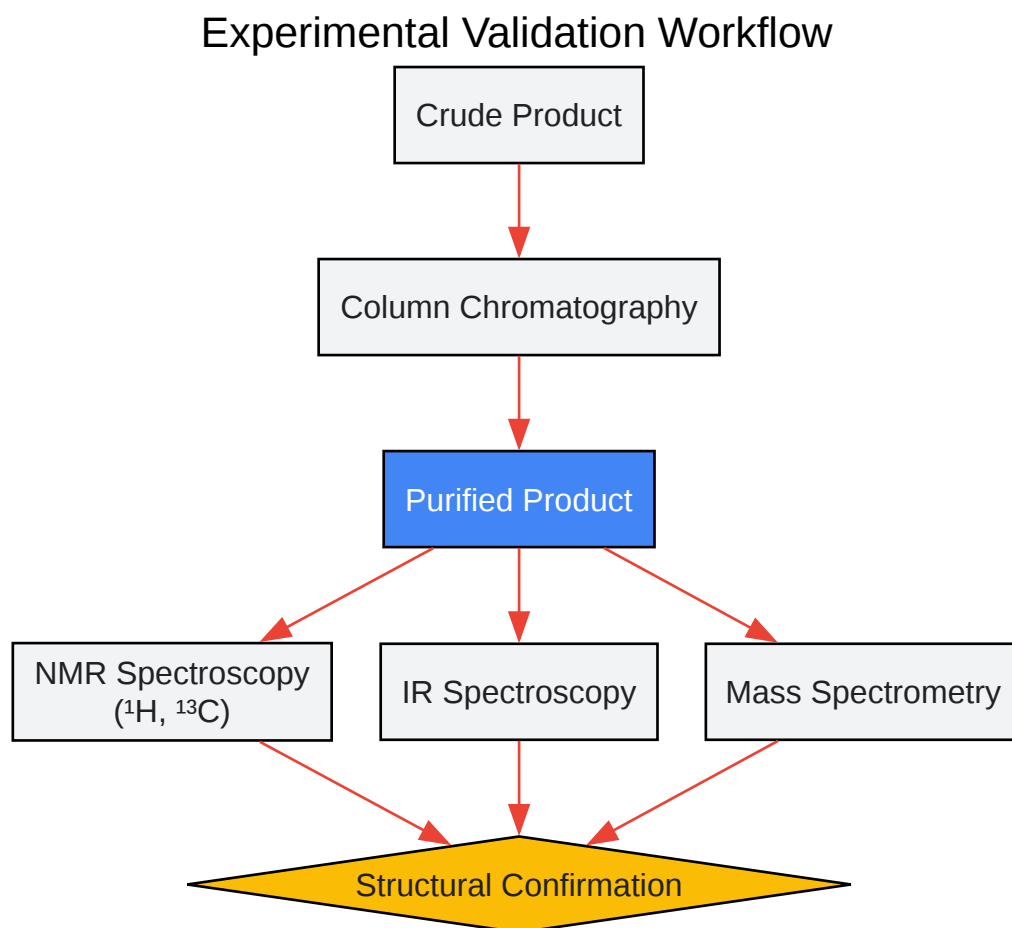 Experimental Validation Workflow
Crude Product
Column Chromatography
Purified Product
NMR Spectroscopy
(¹H, ¹³C)
IR Spectroscopy
Mass Spectrometry
Structural Confirmation